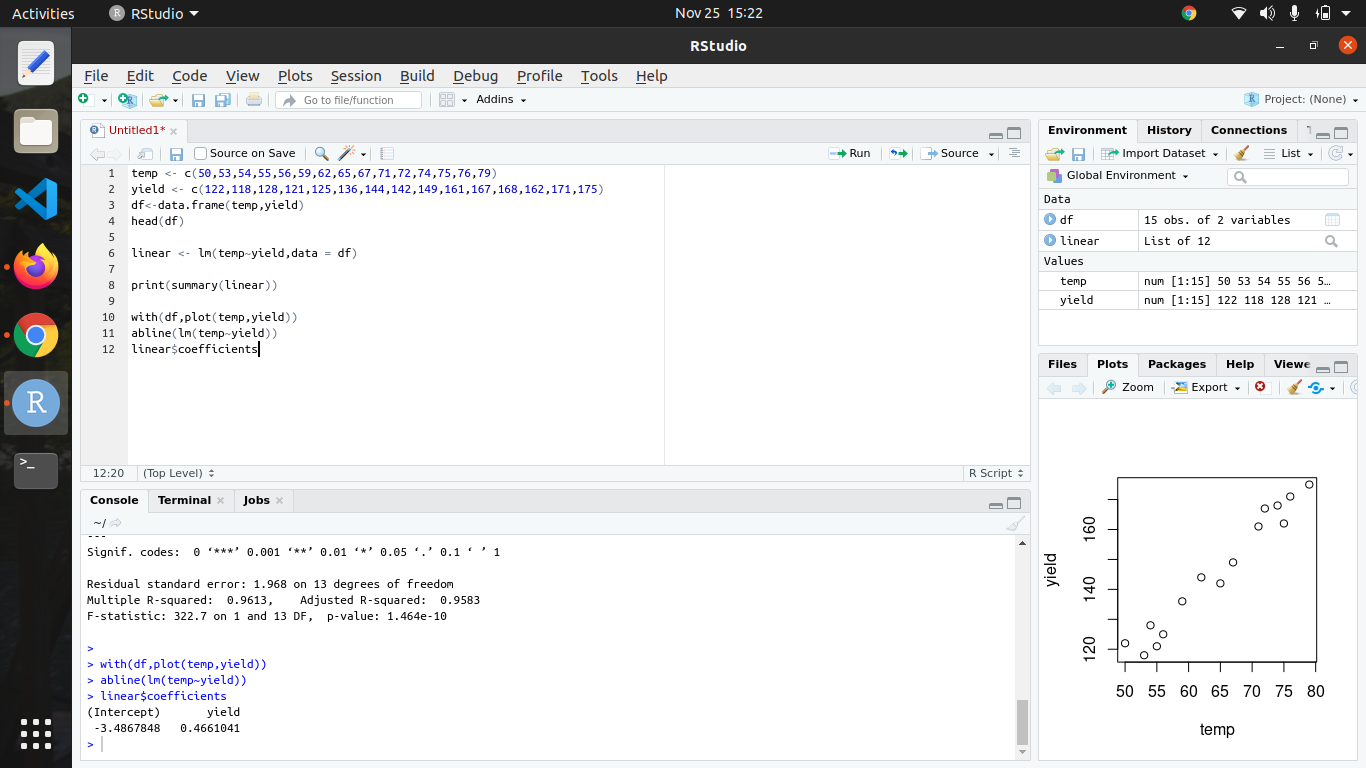 Activities RStudio Nov 25 15:22
RStudio
File Edit Code View Plots Session Build Debug Profile Tools Help
Go to file/function Addins Project: (None)
Untitled1*
Source on Save Run Source
1 temp <- c(50,53,54,55,56,59,62,65,67,71,72,74,75,76,79)
2 yield <- c(122,118,128,121,125,136,144,142,149,161,167,168,162,171,175)
3 df<-data.frame(temp,yield)
4 head(df)
5
6 linear <- lm(temp~yield,data = df)
7
8 print(summary(linear))
9
10 with(df,plot(temp,yield))
11 abline(lm(temp~yield))
12 linear$coefficients
12:20 (Top Level) R Script
Console Terminal Jobs
~/
---
Signif. codes:  0 ‘***’ 0.001 ‘**’ 0.01 ‘*’ 0.05 ‘.’ 0.1 ‘ ’ 1
Residual standard error: 1.968 on 13 degrees of freedom
Multiple R-squared:  0.9613,    Adjusted R-squared:  0.9583
F-statistic: 322.7 on 1 and 13 DF,  p-value: 1.464e-10
>
> with(df,plot(temp,yield))
> abline(lm(temp~yield))
> linear$coefficients
(Intercept)       yield
 -3.4867848   0.4661041
>
Environment History Connections
Import Dataset List
Global Environment
Data
df 15 obs. of 2 variables
linear List of 12
Values
temp num [1:15] 50 53 54 55 56 5…
yield num [1:15] 122 118 128 121 …
Files Plots Packages Help Viewe
Zoom Export
yield
160
140
120
50 55 60 65 70 75 80
temp